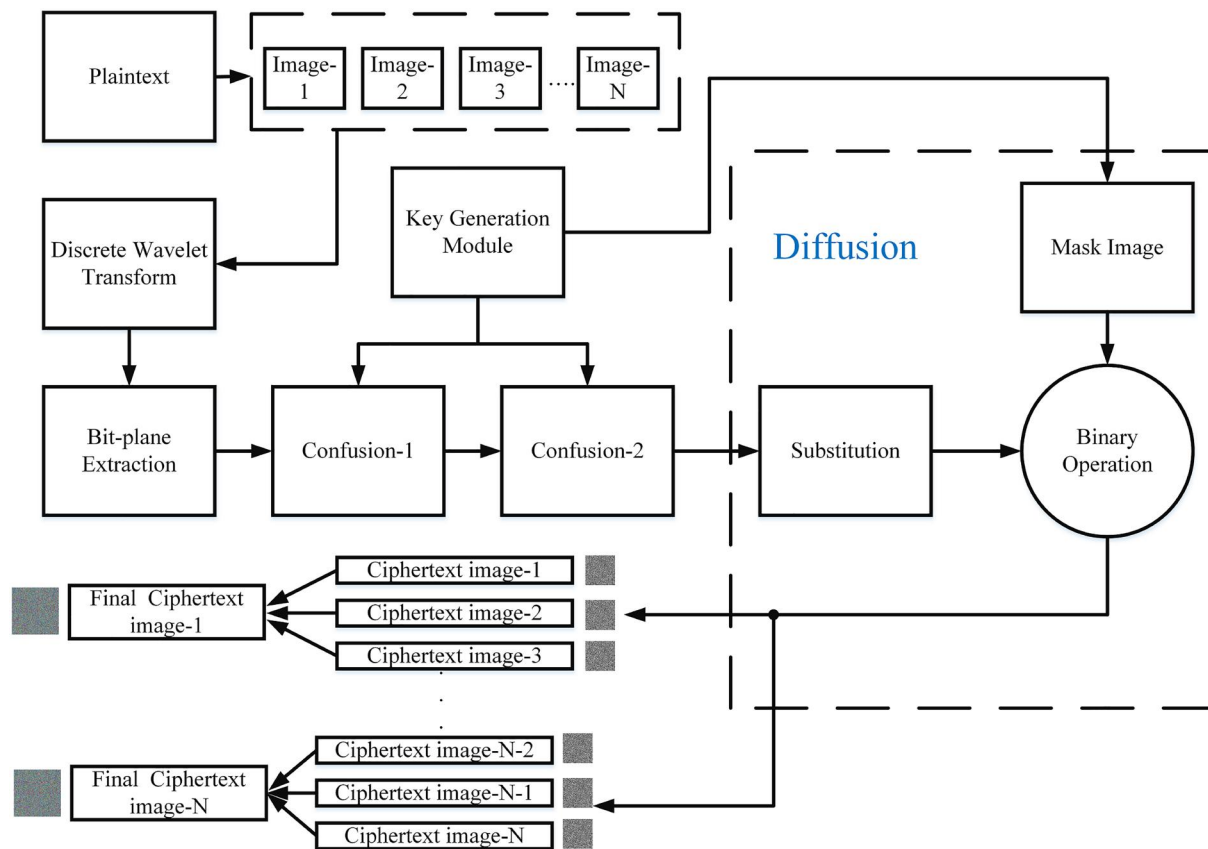 Plaintext
Image-
1
Image-
2
Image-
3
....
Image-
N
Key Generation
Module
Discrete Wavelet
Transform
Diffusion
Mask Image
Bit-plane
Extraction
Confusion-1
Confusion-2
Substitution
Binary
Operation
Ciphertext image-1
Final Ciphertext
image-1
Ciphertext image-2
Ciphertext image-3
.
.
.
Ciphertext image-N-2
Final Ciphertext
image-N
Ciphertext image-N-1
Ciphertext image-N